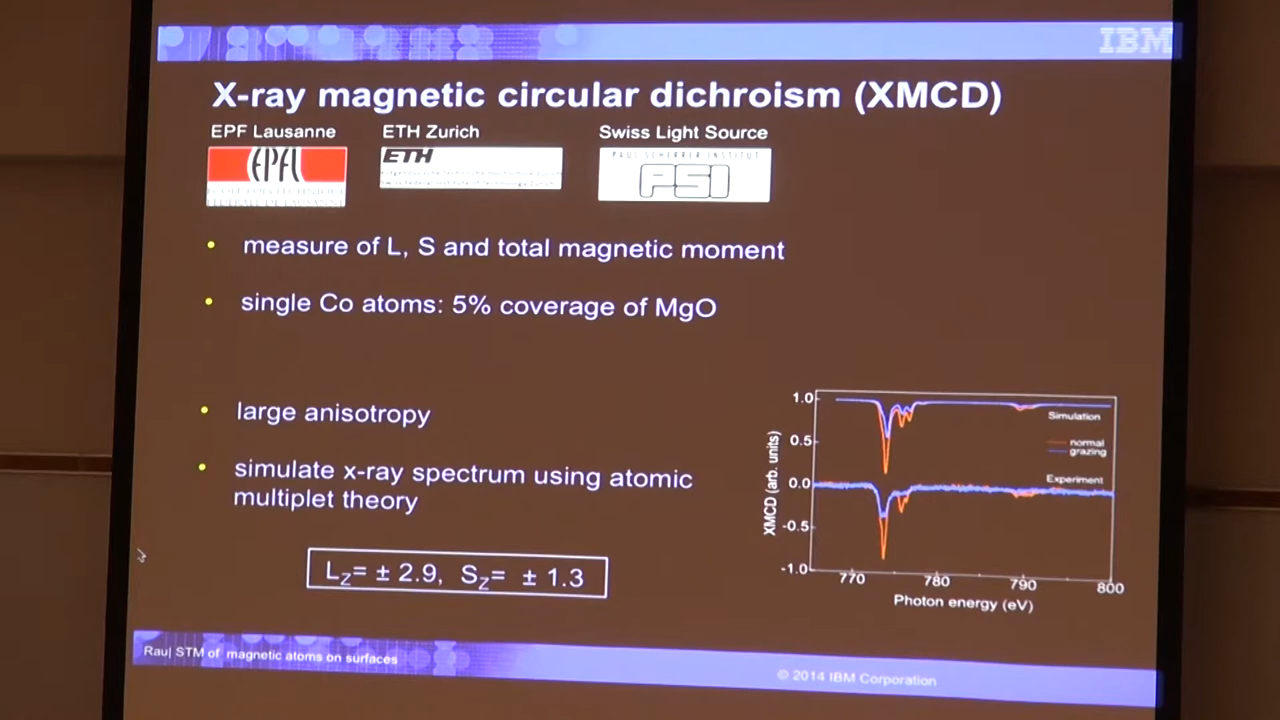 IBM
X-ray magnetic circular dichroism (XMCD)
EPF Lausanne
ETH Zurich
Swiss Light Source
EPFL
ETH
PAUL SCHERRER INSTITUT
PSI
• measure of L, S and total magnetic moment
• single Co atoms: 5% coverage of MgO
• large anisotropy
• simulate x-ray spectrum using atomic
multiplet theory
LZ= ± 2.9, SZ= ± 1.3
XMCD (arb. units)
1.0
0.5
0.0
-0.5
-1.0
Simulation
normal
grazing
Experiment
770 780 790 800
Photon energy (eV)
Rau| STM of magnetic atoms on surfaces
© 2014 IBM Corporation